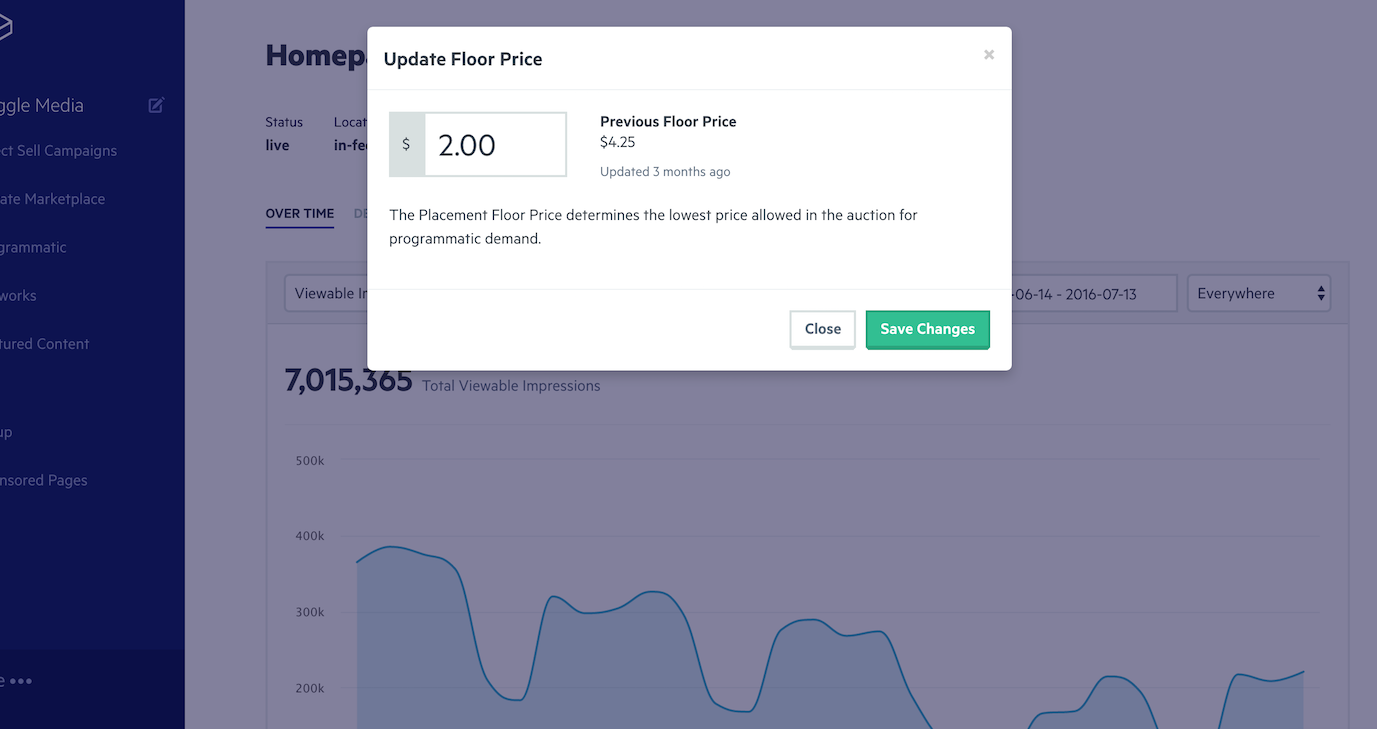 Homep
Update Floor Price
×
ggle Media
Status
live
Locat
in-fe
$ 2.00
Previous Floor Price
$4.25
Updated 3 months ago
ct Sell Campaigns
ate Marketplace
OVER TIME DE
The Placement Floor Price determines the lowest price allowed in the auction for
programmatic demand.
grammatic
works
Viewable Im
-06-14 - 2016-07-13
Everywhere
Close
Save Changes
tured Content
7,015,365 Total Viewable Impressions
up
nsored Pages
500k
400k
300k
200k
e •••